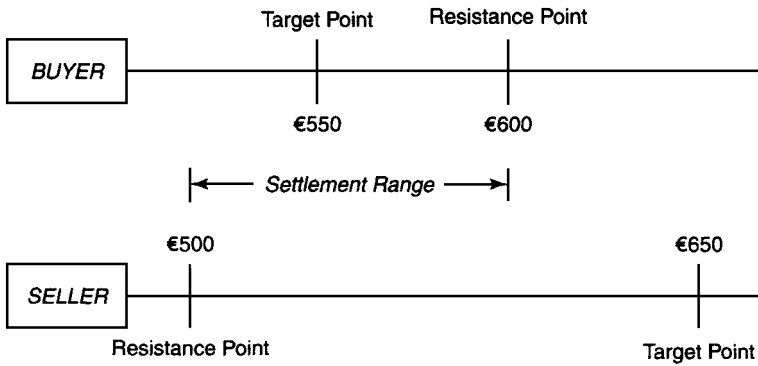 Target Point
Resistance Point
BUYER
€550
€600
Settlement Range
€500
€650
SELLER
Resistance Point
Target Point